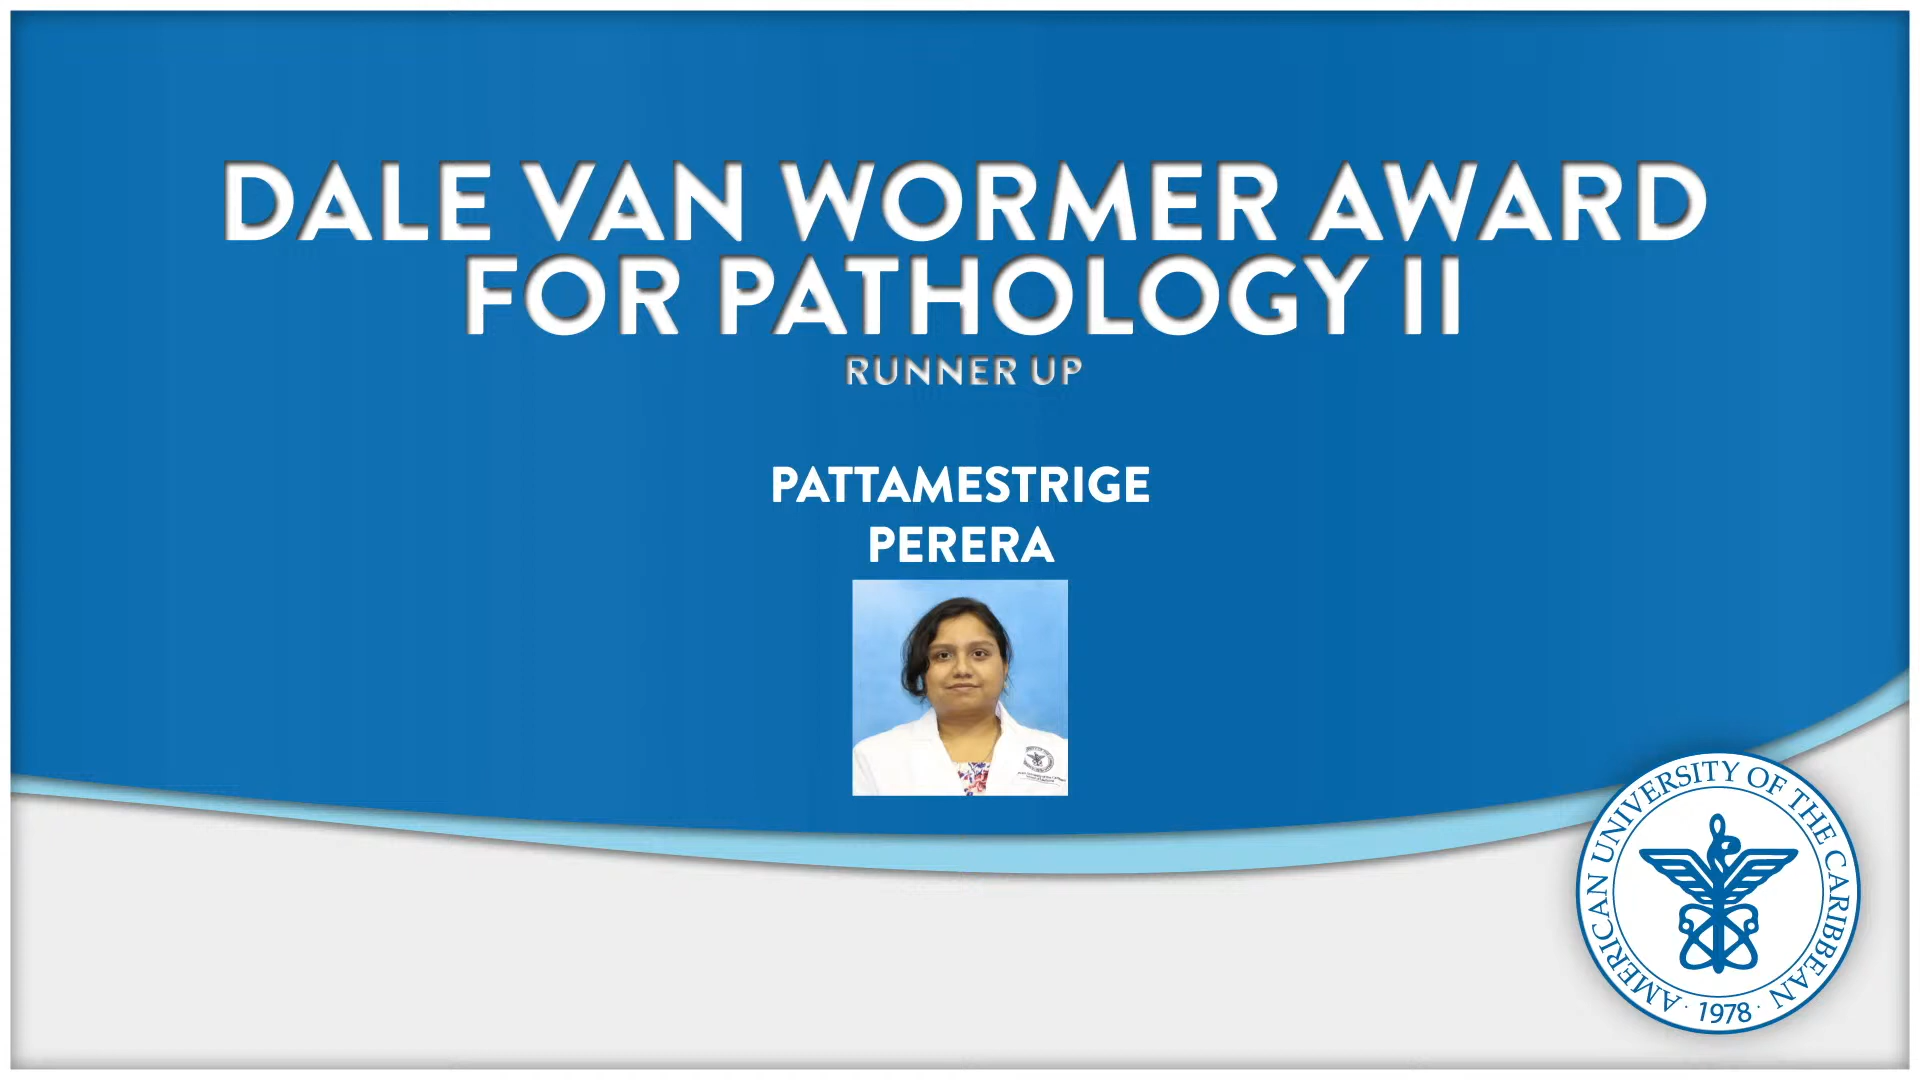 DALE VAN WORMER AWARD
FOR PATHOLOGY II
RUNNER UP
PATTAMESTRIGE
PERERA
AMERICAN UNIVERSITY OF THE CARIBBEAN
· 1978 ·